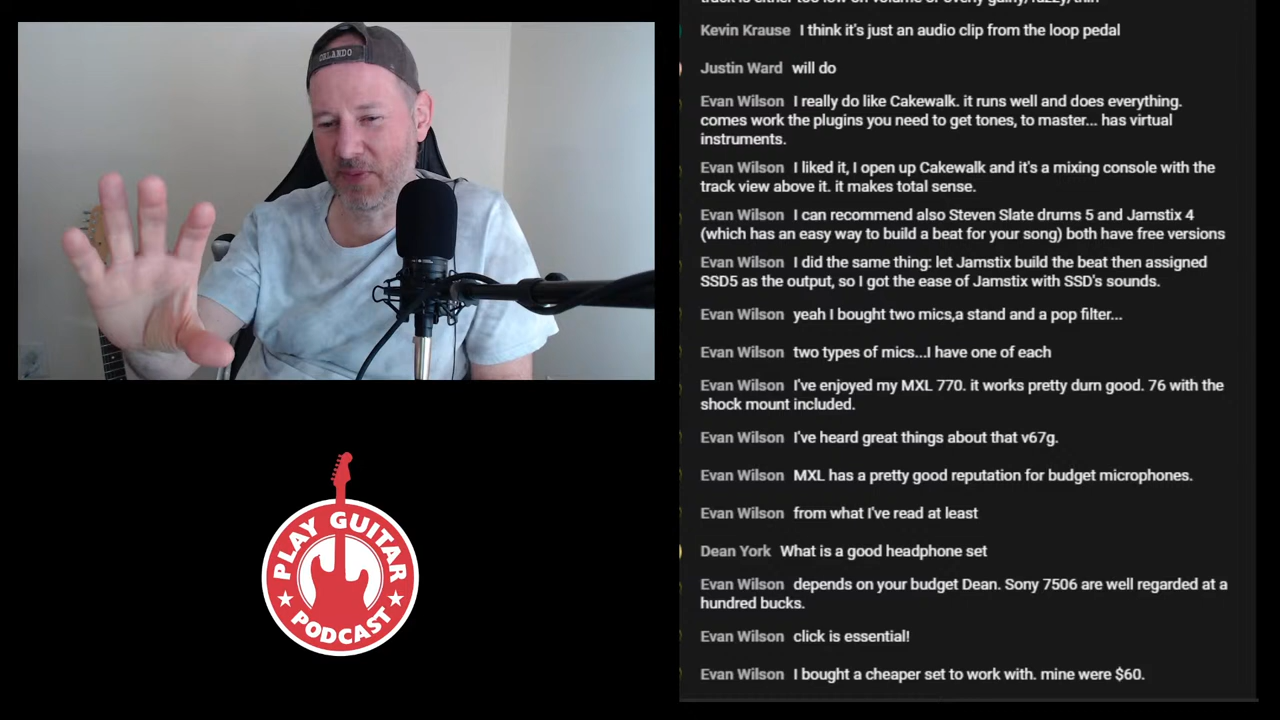 ORLANDO
Kevin Krause I think it's just an audio clip from the loop pedal
Justin Ward will do
Evan Wilson I really do like Cakewalk. it runs well and does everything.
comes work the plugins you need to get tones, to master... has virtual
instruments.
Evan Wilson I liked it, I open up Cakewalk and it's a mixing console with the
track view above it. it makes total sense.
Evan Wilson I can recommend also Steven Slate drums 5 and Jamstix 4
(which has an easy way to build a beat for your song) both have free versions
Evan Wilson I did the same thing: let Jamstix build the beat then assigned
SSD5 as the output, so I got the ease of Jamstix with SSD's sounds.
Evan Wilson yeah I bought two mics,a stand and a pop filter...
Evan Wilson two types of mics...I have one of each
Evan Wilson I've enjoyed my MXL 770. it works pretty durn good. 76 with the
shock mount included.
Evan Wilson I've heard great things about that v67g.
Evan Wilson MXL has a pretty good reputation for budget microphones.
Evan Wilson from what I've read at least
Dean York What is a good headphone set
Evan Wilson depends on your budget Dean. Sony 7506 are well regarded at a
hundred bucks.
Evan Wilson click is essential!
Evan Wilson I bought a cheaper set to work with. mine were $60.
PLAY GUITAR
PODCAST